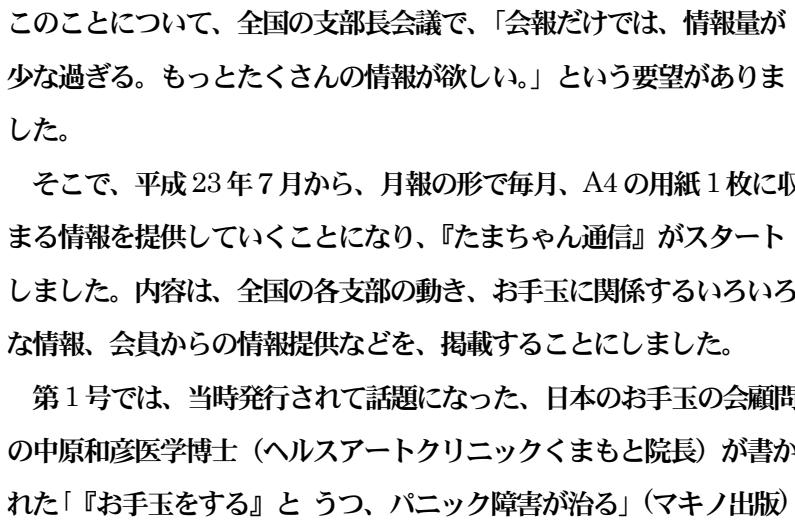 このことについて、全国の支部長会議で、「会報だけでは、情報量が
少な過ぎる。もっとたくさんの情報が欲しい。」という要望がありま
した。
そこで、平成23年７月から、月報の形で毎月、A4の用紙１枚に収
まる情報を提供していくことになり、『たまちゃん通信』がスタート
しました。内容は、全国の各支部の動き、お手玉に関係するいろいろ
な情報、会員からの情報提供などを、掲載することにしました。
第１号では、当時発行されて話題になった、日本のお手玉の会顧問
の中原和彦医学博士（ヘルスアートクリニックくまもと院長）が書か
れた「『お手玉をする』と うつ、パニック障害が治る」（マキノ出版）